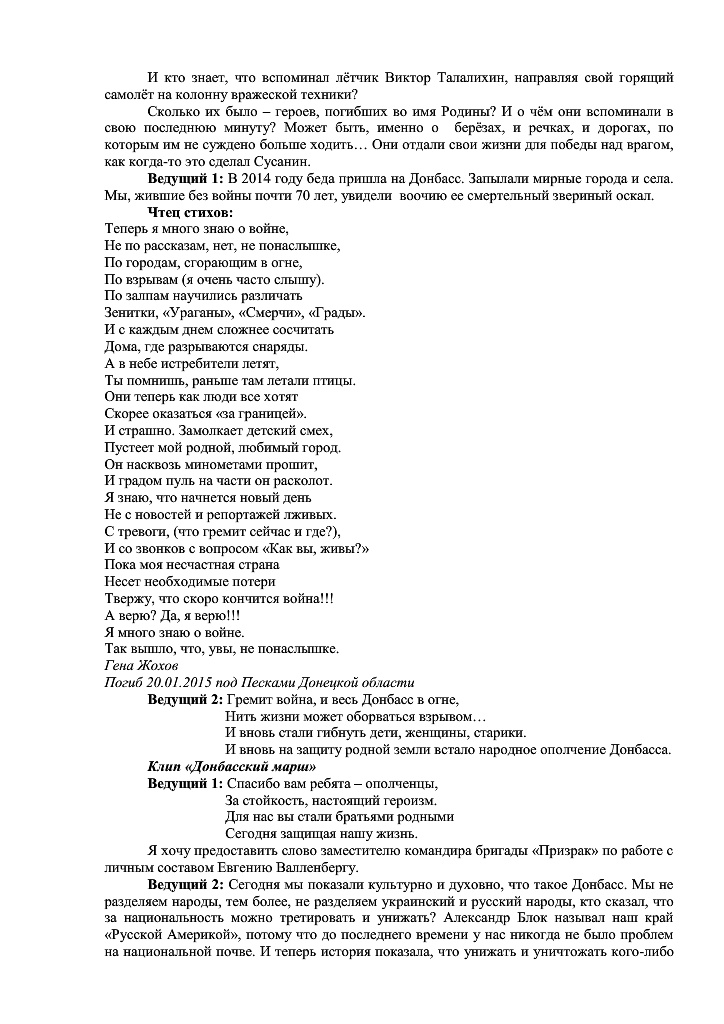 И кто знает, что вспоминал лётчик Виктор Талалихин, направляя свой горящий
самолёт на колонну вражеской техники?
Сколько их было – героев, погибших во имя Родины? И о чём они вспоминали в
свою последнюю минуту? Может быть, именно о берёзах, и речках, и дорогах, по
которым им не суждено больше ходить… Они отдали свои жизни для победы над врагом,
как когда-то это сделал Сусанин.
Ведущий 1: В 2014 году беда пришла на Донбасс. Запылали мирные города и села.
Мы, жившие без войны почти 70 лет, увидели воочию ее смертельный звериный оскал.
Чтец стихов:
Теперь я много знаю о войне,
Не по рассказам, нет, не понаслышке,
По городам, сгорающим в огне,
По взрывам (я очень часто слышу).
По залпам научились различать
Зенитки, «Ураганы», «Смерчи», «Грады».
И с каждым днем сложнее сосчитать
Дома, где разрываются снаряды.
А в небе истребители летят,
Ты помнишь, раньше там летали птицы.
Они теперь как люди все хотят
Скорее оказаться «за границей».
И страшно. Замолкает детский смех,
Пустеет мой родной, любимый город.
Он насквозь минометами прошит,
И градом пуль на части он расколот.
Я знаю, что начнется новый день
Не с новостей и репортажей лживых.
С тревоги, (что гремит сейчас и где?),
И со звонков с вопросом «Как вы, живы?»
Пока моя несчастная страна
Несет необходимые потери
Твержу, что скоро кончится война!!!
А верю? Да, я верю!!!
Я много знаю о войне.
Так вышло, что, увы, не понаслышке.
Гена Жохов
Погиб 20.01.2015 под Песками Донецкой области
Ведущий 2: Гремит война, и весь Донбасс в огне,
Нить жизни может оборваться взрывом…
И вновь стали гибнуть дети, женщины, старики.
И вновь на защиту родной земли встало народное ополчение Донбасса.
Клип «Донбасский марш»
Ведущий 1: Спасибо вам ребята – ополченцы,
За стойкость, настоящий героизм.
Для нас вы стали братьями родными
Сегодня защищая нашу жизнь.
Я хочу предоставить слово заместителю командира бригады «Призрак» по работе с
личным составом Евгению Валленбергу.
Ведущий 2: Сегодня мы показали культурно и духовно, что такое Донбасс. Мы не
разделяем народы, тем более, не разделяем украинский и русский народы, кто сказал, что
за национальность можно третировать и унижать? Александр Блок называл наш край
«Русской Америкой», потому что до последнего времени у нас никогда не было проблем
на национальной почве. И теперь история показала, что унижать и уничтожать кого-либо